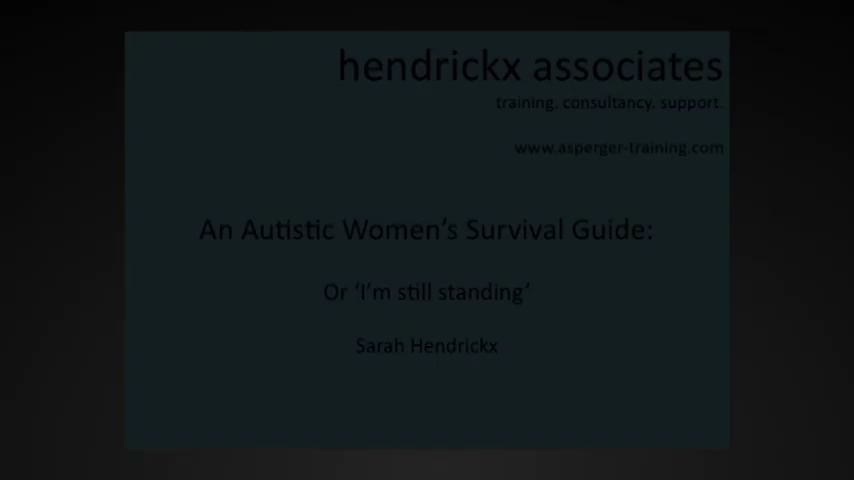 hendrickx associates
training. consultancy. support.
www.asperger-training.com
An Autistic Women's Survival Guide:
Or 'I'm still standing'
Sarah Hendrickx